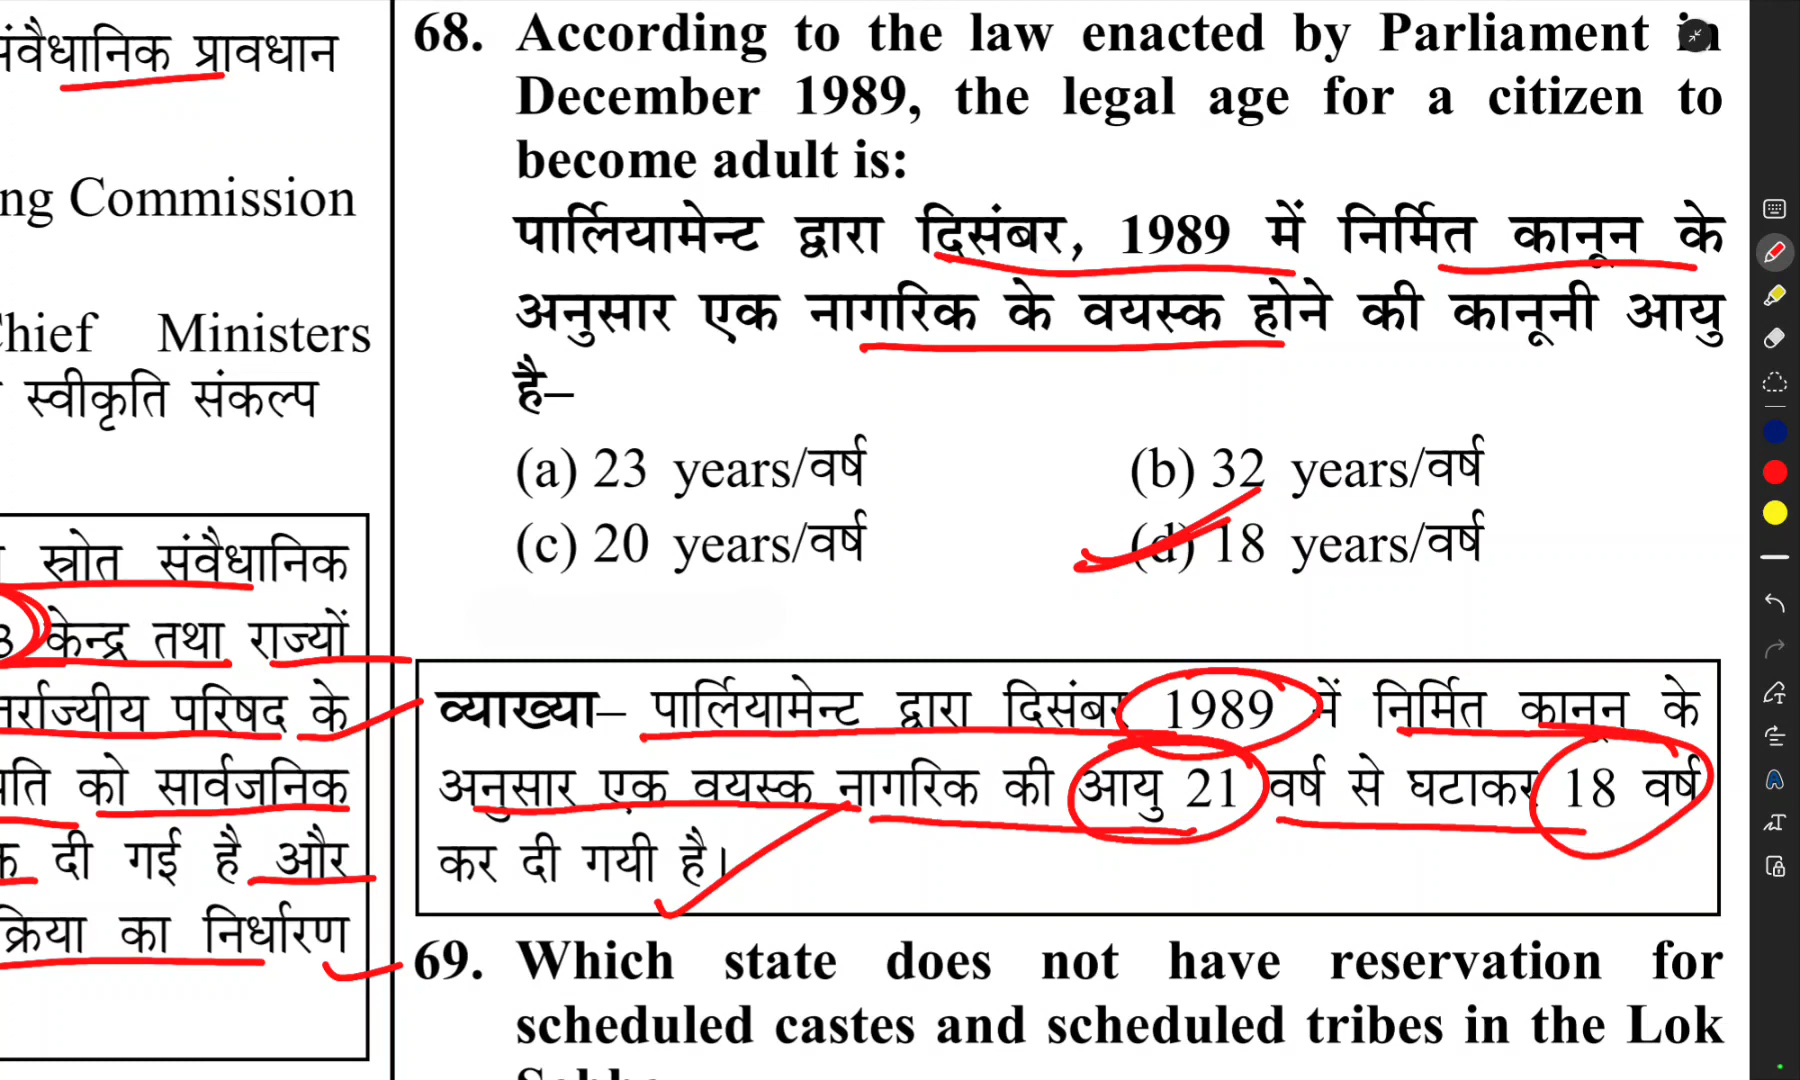 संवैधानिक प्रावधान
ng Commission
Chief Ministers
स्वीकृति संकल्प
स्त्रोत संवैधानिक
3 केन्द्र तथा राज्यों
परिषद के
को सार्वजनिक
दी गई है और
का निर्धारण
68. According to the law enacted by Parliament in
December 1989, the legal age for a citizen to
become adult is:
पार्लियामेन्ट द्वारा दिसंबर, 1989 में निर्मित कानून के
अनुसार एक नागरिक के वयस्क होने की कानूनी आयु
है–
(a) 23 years/वर्ष (b) 32 years/वर्ष
(c) 20 years/वर्ष (d) 18 years/वर्ष
व्याख्या– पार्लियामेन्ट द्वारा दिसंबर 1989 में निर्मित कानून के
अनुसार एक वयस्क नागरिक की आयु 21 वर्ष से घटाकर 18 वर्ष
कर दी गयी है।
69. Which state does not have reservation for
scheduled castes and scheduled tribes in the Lok